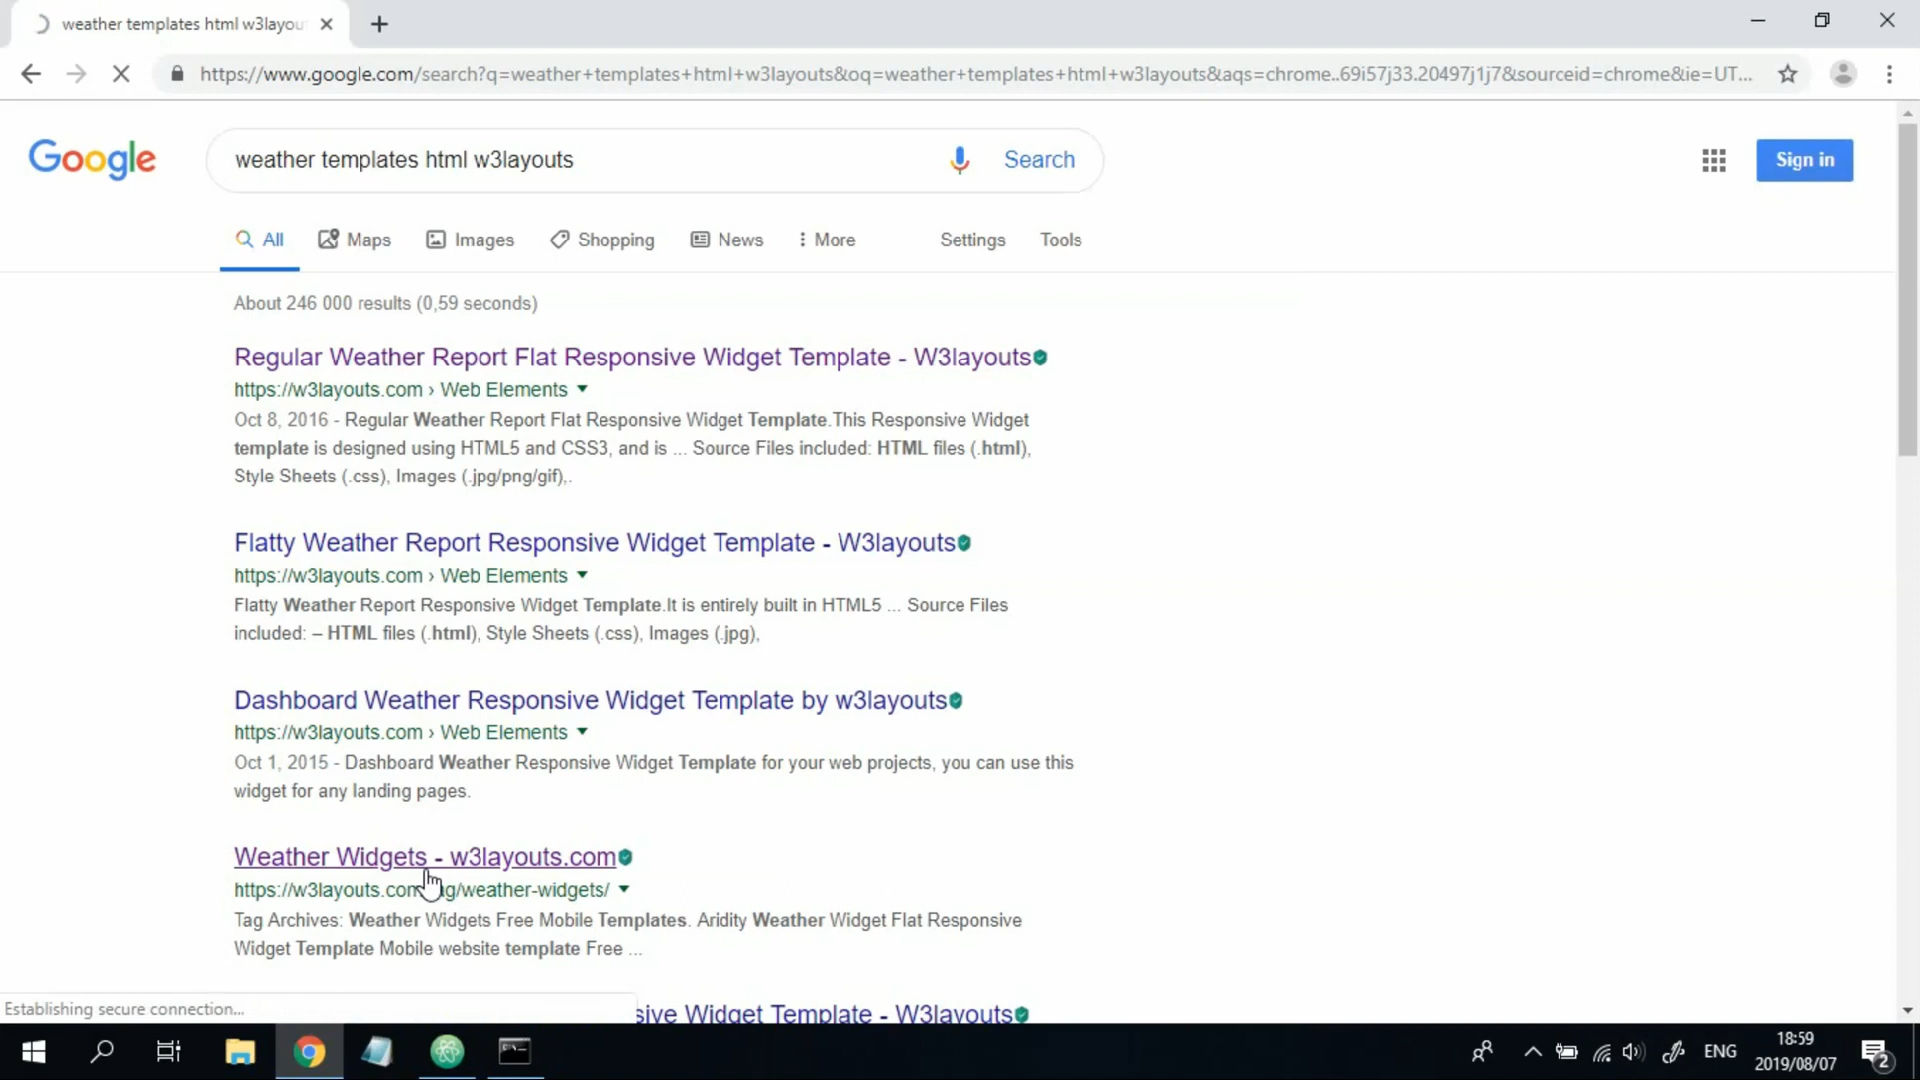 weather templates html w3layou
https://www.google.com/search?q=weather+templates+html+w3layouts&oq=weather+templates+html+w3layouts&aqs=chrome..69i57j33.20497j1j7&sourceid=chrome&ie=UT...
Google
weather templates html w3layouts
Search
Sign in
All
Maps
Images
Shopping
News
More
Settings
Tools
About 246 000 results (0,59 seconds)
Regular Weather Report Flat Responsive Widget Template - W3layouts
https://w3layouts.com › Web Elements
Oct 8, 2016 - Regular Weather Report Flat Responsive Widget Template.This Responsive Widget
template is designed using HTML5 and CSS3, and is ... Source Files included: HTML files (.html),
Style Sheets (.css), Images (.jpg/png/gif),.
Flatty Weather Report Responsive Widget Template - W3layouts
https://w3layouts.com › Web Elements
Flatty Weather Report Responsive Widget Template.It is entirely built in HTML5 ... Source Files
included: – HTML files (.html), Style Sheets (.css), Images (.jpg),
Dashboard Weather Responsive Widget Template by w3layouts
https://w3layouts.com › Web Elements
Oct 1, 2015 - Dashboard Weather Responsive Widget Template for your web projects, you can use this
widget for any landing pages.
Weather Widgets - w3layouts.com
https://w3layouts.com ag/weather-widgets/
Tag Archives: Weather Widgets Free Mobile Templates. Aridity Weather Widget Flat Responsive
Widget Template Mobile website template Free ...
Establishing secure connection...
sive Widget Template - W3layouts
ENG
18:59
2019/08/07
2